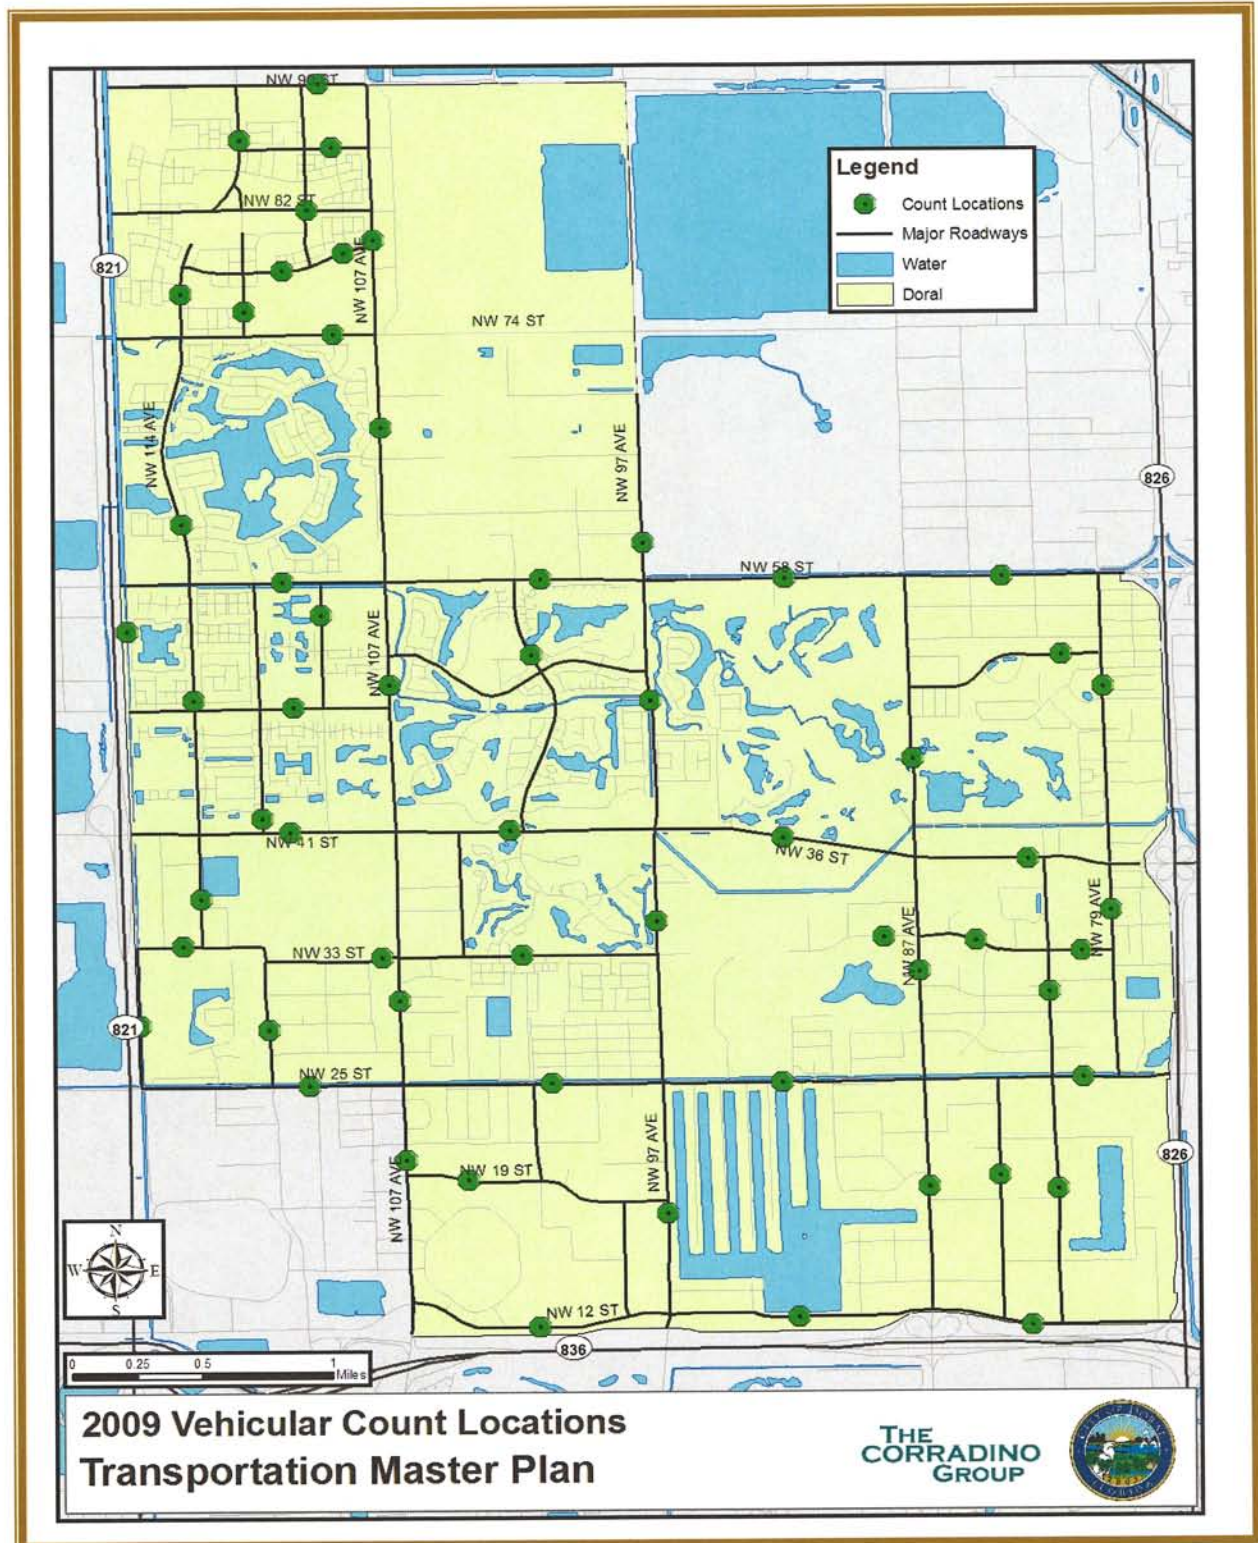 NW 9 ST
Legend
Count Locations
Major Roadways
Water
Doral
NW 82 ST
NW 107 AVE
821
NW 74 ST
NW 114 AVE
NW 97 AVE
826
NW 58 ST
NW 107 AVE
NW 41 ST
NW 36 ST
NW 79 AVE
NW 87 AVE
NW 33 ST
821
NW 25 ST
NW 97 AVE
826
NW 19 ST
NW 107 AVE
N
W E
S
NW 12 ST
836
0 0.25 0.5 1
Miles
2009 Vehicular Count Locations
Transportation Master Plan
THE
CORRADINO
GROUP